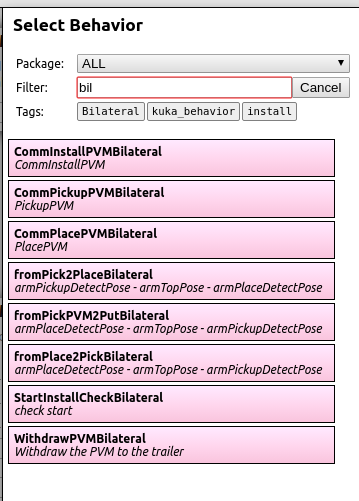 Select Behavior
Package: ALL
Filter: bil Cancel
Tags: Bilateral kuka_behavior install
CommInstallPVMBilateral
CommInstallPVM
CommPickupPVMBilateral
PickupPVM
CommPlacePVMBilateral
PlacePVM
fromPick2PlaceBilateral
armPickupDetectPose - armTopPose - armPlaceDetectPose
fromPickPVM2PutBilateral
armPlaceDetectPose - armTopPose - armPickupDetectPose
fromPlace2PickBilateral
armPlaceDetectPose - armTopPose - armPickupDetectPose
StartInstallCheckBilateral
check start
WithdrawPVMBilateral
Withdraw the PVM to the trailer